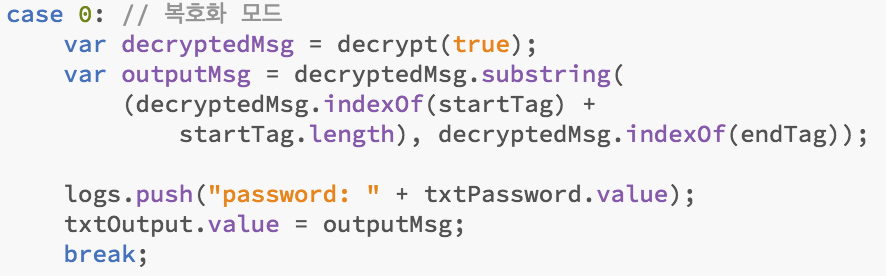 case 0: // 복호화 모드
    var decryptedMsg = decrypt(true);
    var outputMsg = decryptedMsg.substring(
        (decryptedMsg.indexOf(startTag) +
            startTag.length), decryptedMsg.indexOf(endTag));

    logs.push("password: " + txtPassword.value);
    txtOutput.value = outputMsg;
    break;